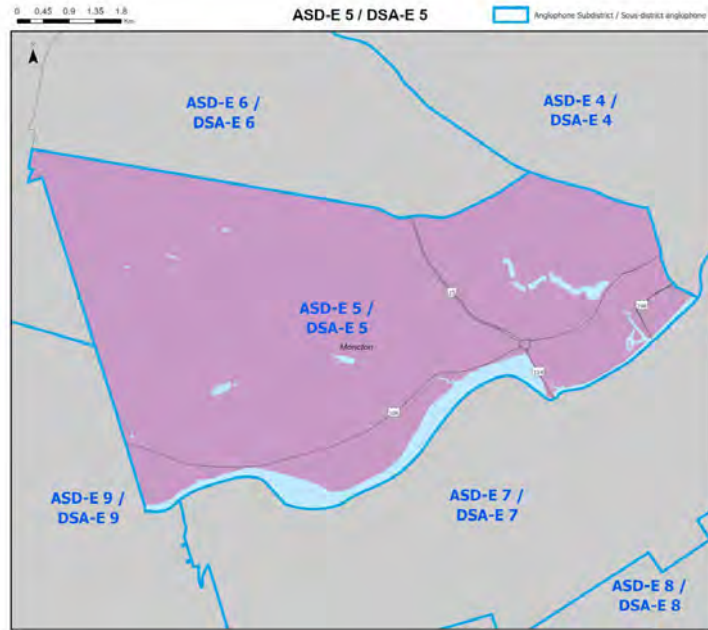 0 0.45 0.9 1.35 1.8
Km
ASD-E 5 / DSA-E 5
Anglophone Subdistrict / Sous-district anglophone
ASD-E 6 /
DSA-E 6
ASD-E 4 /
DSA-E 4
ASD-E 5 /
DSA-E 5
Moncton
15
106
ASD-E 9 /
DSA-E 9
ASD-E 7 /
DSA-E 7
ASD-E 8 /
DSA-E 8